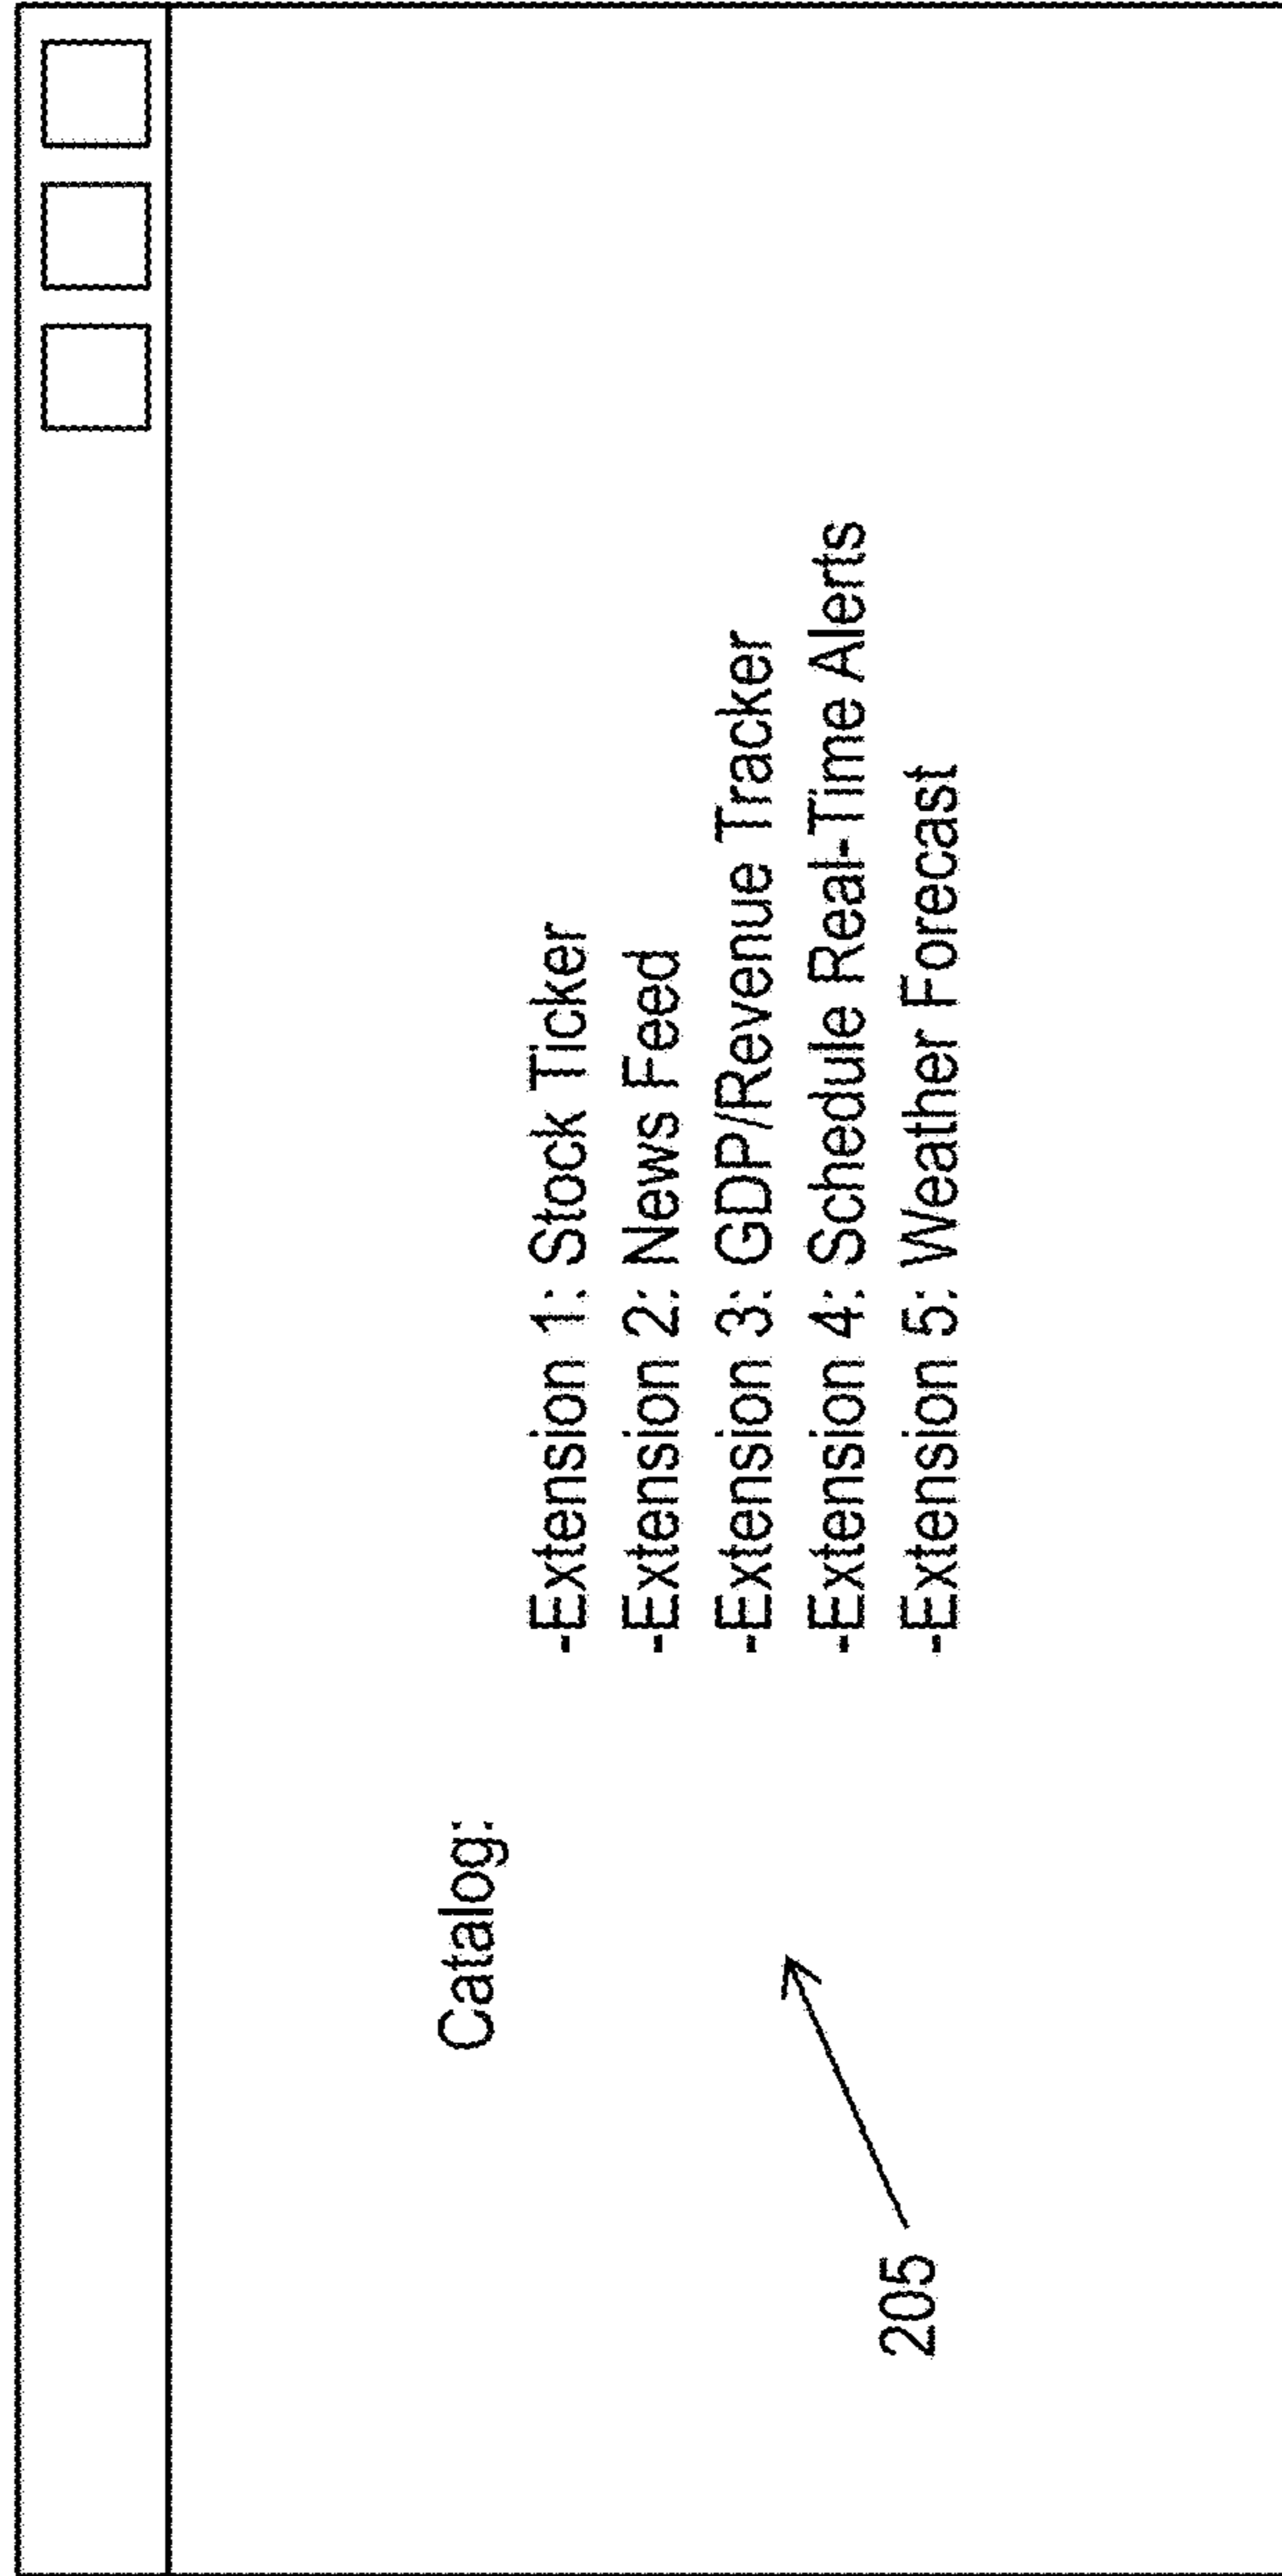 Catalog:
-Extension 1: Stock Ticker
-Extension 2: News Feed
-Extension 3: GDP/Revenue Tracker
-Extension 4: Schedule Real-Time Alerts
-Extension 5: Weather Forecast
205